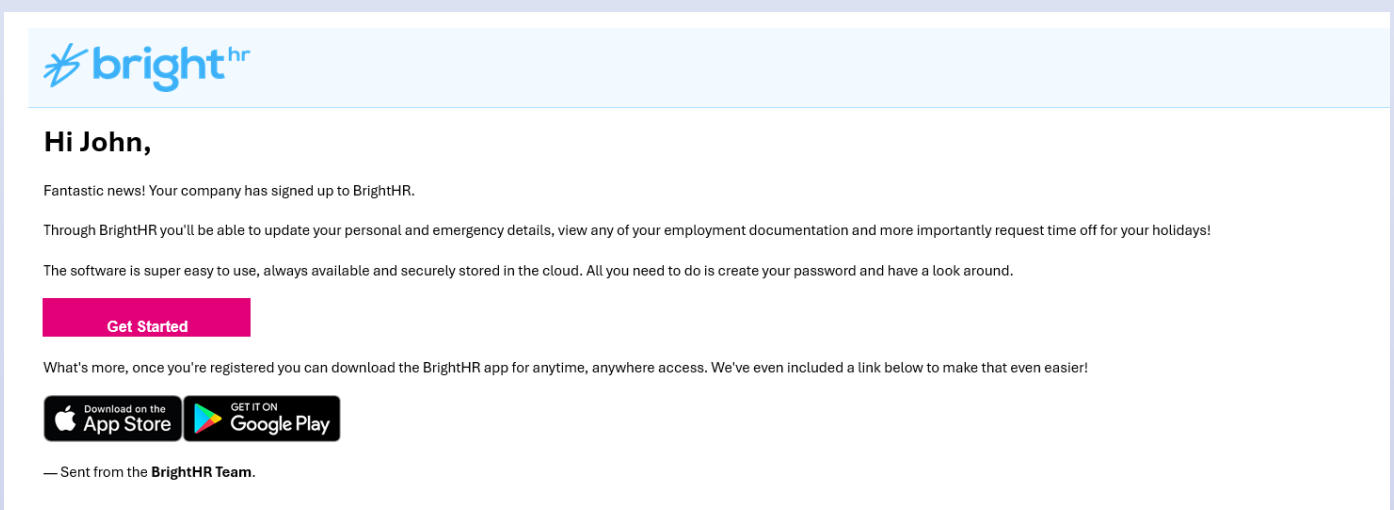 bright hr
Hi John,
Fantastic news! Your company has signed up to BrightHR.
Through BrightHR you'll be able to update your personal and emergency details, view any of your employment documentation and more importantly request time off for your holidays!
The software is super easy to use, always available and securely stored in the cloud. All you need to do is create your password and have a look around.
Get Started
What's more, once you're registered you can download the BrightHR app for anytime, anywhere access. We've even included a link below to make that even easier!
Download on the
App Store
GET IT ON
Google Play
— Sent from the BrightHR Team.